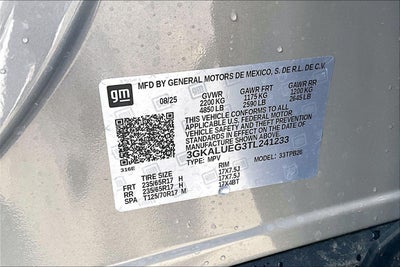 gm
MFD BY GENERAL MOTORS DE MEXICO, S. DE R.L. DE C.V.
08/25 GVWR GAWR FRT GAWR RR
2200 KG 1175 KG 1200 KG
4850 LB 2590 LB 2645 LB
THIS VEHICLE CONFORMS TO ALL
APPLICABLE U.S. FEDERAL MOTOR
VEHICLE SAFETY AND THEFT PREVENTION
STANDARDS IN EFFECT ON THE DATE OF
MANUFACTURE SHOWN ABOVE.
3GKALUEG3TL241233
TYPE: MPV MODEL: 33TPB26
316E
TIRE SIZE RIM
FRT 235/65R17 H 17X7.5J
RR 235/65R17 H 17X7.5J
SPA T125/70R17 M 17X4BT